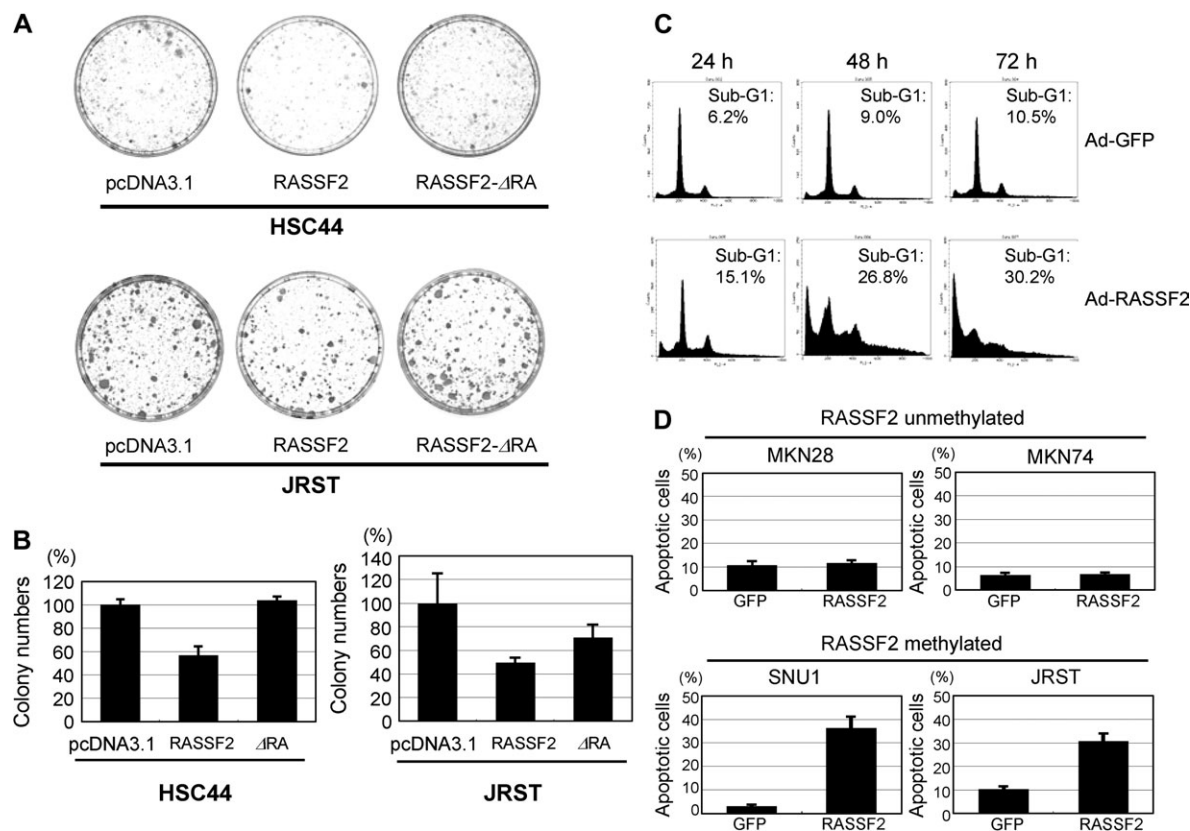 A
pcDNA3.1 RASSF2 RASSF2-ΔRA
HSC44
pcDNA3.1 RASSF2 RASSF2-ΔRA
JRST
B
(%)
Colony numbers
120
100
80
60
40
20
0
pcDNA3.1 RASSF2 ΔRA
HSC44
(%)
Colony numbers
140
120
100
80
60
40
20
0
pcDNA3.1 RASSF2 ΔRA
JRST
C
24 h 48 h 72 h
Sub-G1:
6.2%
Sub-G1:
9.0%
Sub-G1:
10.5%
Ad-GFP
Sub-G1:
15.1%
Sub-G1:
26.8%
Sub-G1:
30.2%
Ad-RASSF2
D
RASSF2 unmethylated
(%)
MKN28
Apoptotic cells
50
40
30
20
10
0
GFP RASSF2
(%)
MKN74
Apoptotic cells
50
40
30
20
10
0
GFP RASSF2
RASSF2 methylated
(%)
SNU1
Apoptotic cells
50
40
30
20
10
0
GFP RASSF2
(%)
JRST
Apoptotic cells
50
40
30
20
10
0
GFP RASSF2